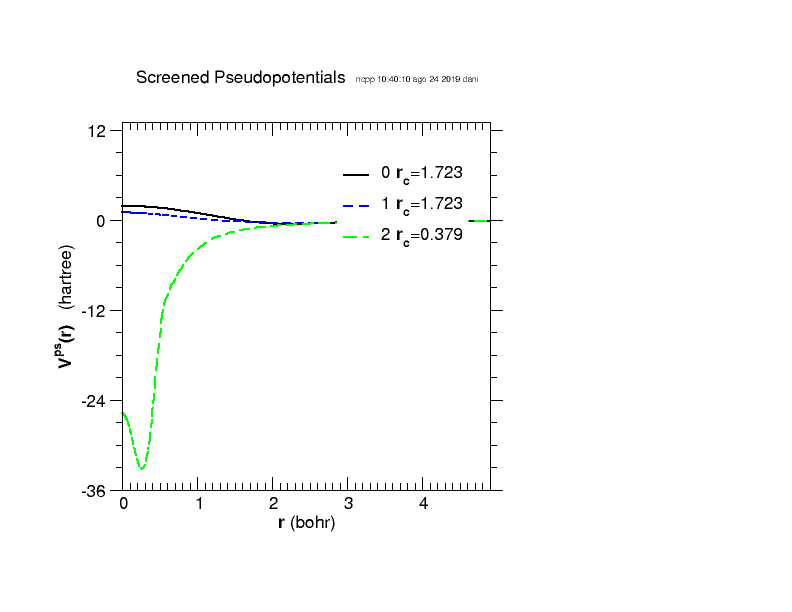 Screened Pseudopotentials ncpp 10:40:10 ago 24 2019 dani
12
0
-12
-24
-36
V^ps(r) (hartree)
0 r_c=1.723
1 r_c=1.723
2 r_c=0.379
0 1 2 3 4
r (bohr)